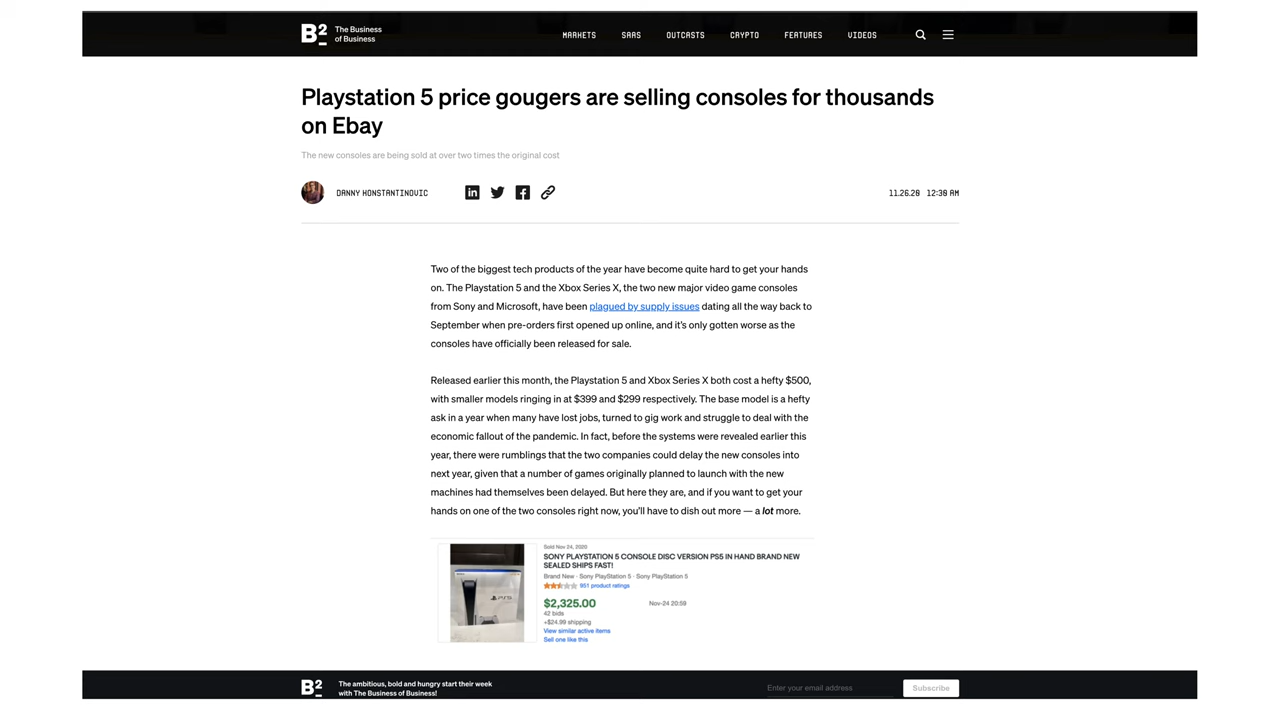 B2 The Business of Business
MARKETS SAAS OUTCASTS CRYPTO FEATURES VIDEOS
Playstation 5 price gougers are selling consoles for thousands
on Ebay
The new consoles are being sold at over two times the original cost
DANNY KONSTANTINOVIC
11.26.20 12:30 AM
Two of the biggest tech products of the year have become quite hard to get your hands
on. The Playstation 5 and the Xbox Series X, the two new major video game consoles
from Sony and Microsoft, have been plagued by supply issues dating all the way back to
September when pre-orders first opened up online, and it's only gotten worse as the
consoles have officially been released for sale.
Released earlier this month, the Playstation 5 and Xbox Series X both cost a hefty $500,
with smaller models ringing in at $399 and $299 respectively. The base model is a hefty
ask in a year when many have lost jobs, turned to gig work and struggle to deal with the
economic fallout of the pandemic. In fact, before the systems were revealed earlier this
year, there were rumblings that the two companies could delay the new consoles into
next year, given that a number of games originally planned to launch with the new
machines had themselves been delayed. But here they are, and if you want to get your
hands on one of the two consoles right now, you'll have to dish out more — a lot more.
Sold Nov 24, 2020
SONY PLAYSTATION 5 CONSOLE DISC VERSION PS5 IN HAND BRAND NEW
SEALED SHIPS FAST!
Brand New · Sony PlayStation 5 · Sony PlayStation 5
951 product ratings
$2,325.00 Nov-24 20:59
42 bids
+$24.99 shipping
View similar active items
Sell one like this
PS5
B2 The ambitious, bold and hungry start their week
with The Business of Business!
Enter your email address Subscribe